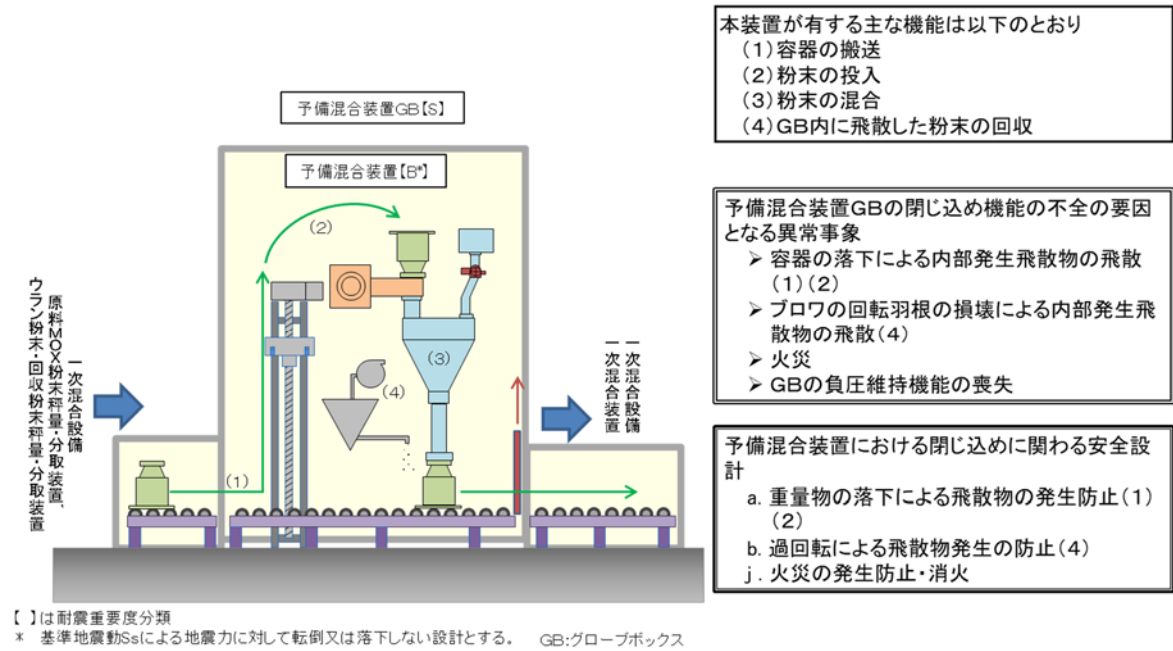 予備混合装置GB【S】
予備混合装置【B*】
(1)
(2)
(3)
(4)
一次混合設備
原料MOX粉末秤量・分取装置、
ウラン粉末・回収粉末秤量・分取装置
一次混合設備
一次混合装置
【 】は耐震重要度分類
* 基準地震動Ssによる地震力に対して転倒又は落下しない設計とする。 GB:グローブボックス
本装置が有する主な機能は以下のとおり
(1)容器の搬送
(2)粉末の投入
(3)粉末の混合
(4)GB内に飛散した粉末の回収
予備混合装置GBの閉じ込め機能の不全の要因
となる異常事象
➢ 容器の落下による内部発生飛散物の飛散
(1)(2)
➢ ブロワの回転羽根の損壊による内部発生飛
散物の飛散(4)
➢ 火災
➢ GBの負圧維持機能の喪失
予備混合装置における閉じ込めに関わる安全設
計
a. 重量物の落下による飛散物の発生防止(1)
(2)
b. 過回転による飛散物発生の防止(4)
j. 火災の発生防止・消火